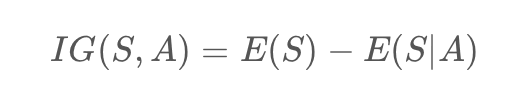 IG(S, A) = E(S) − E(S|A)